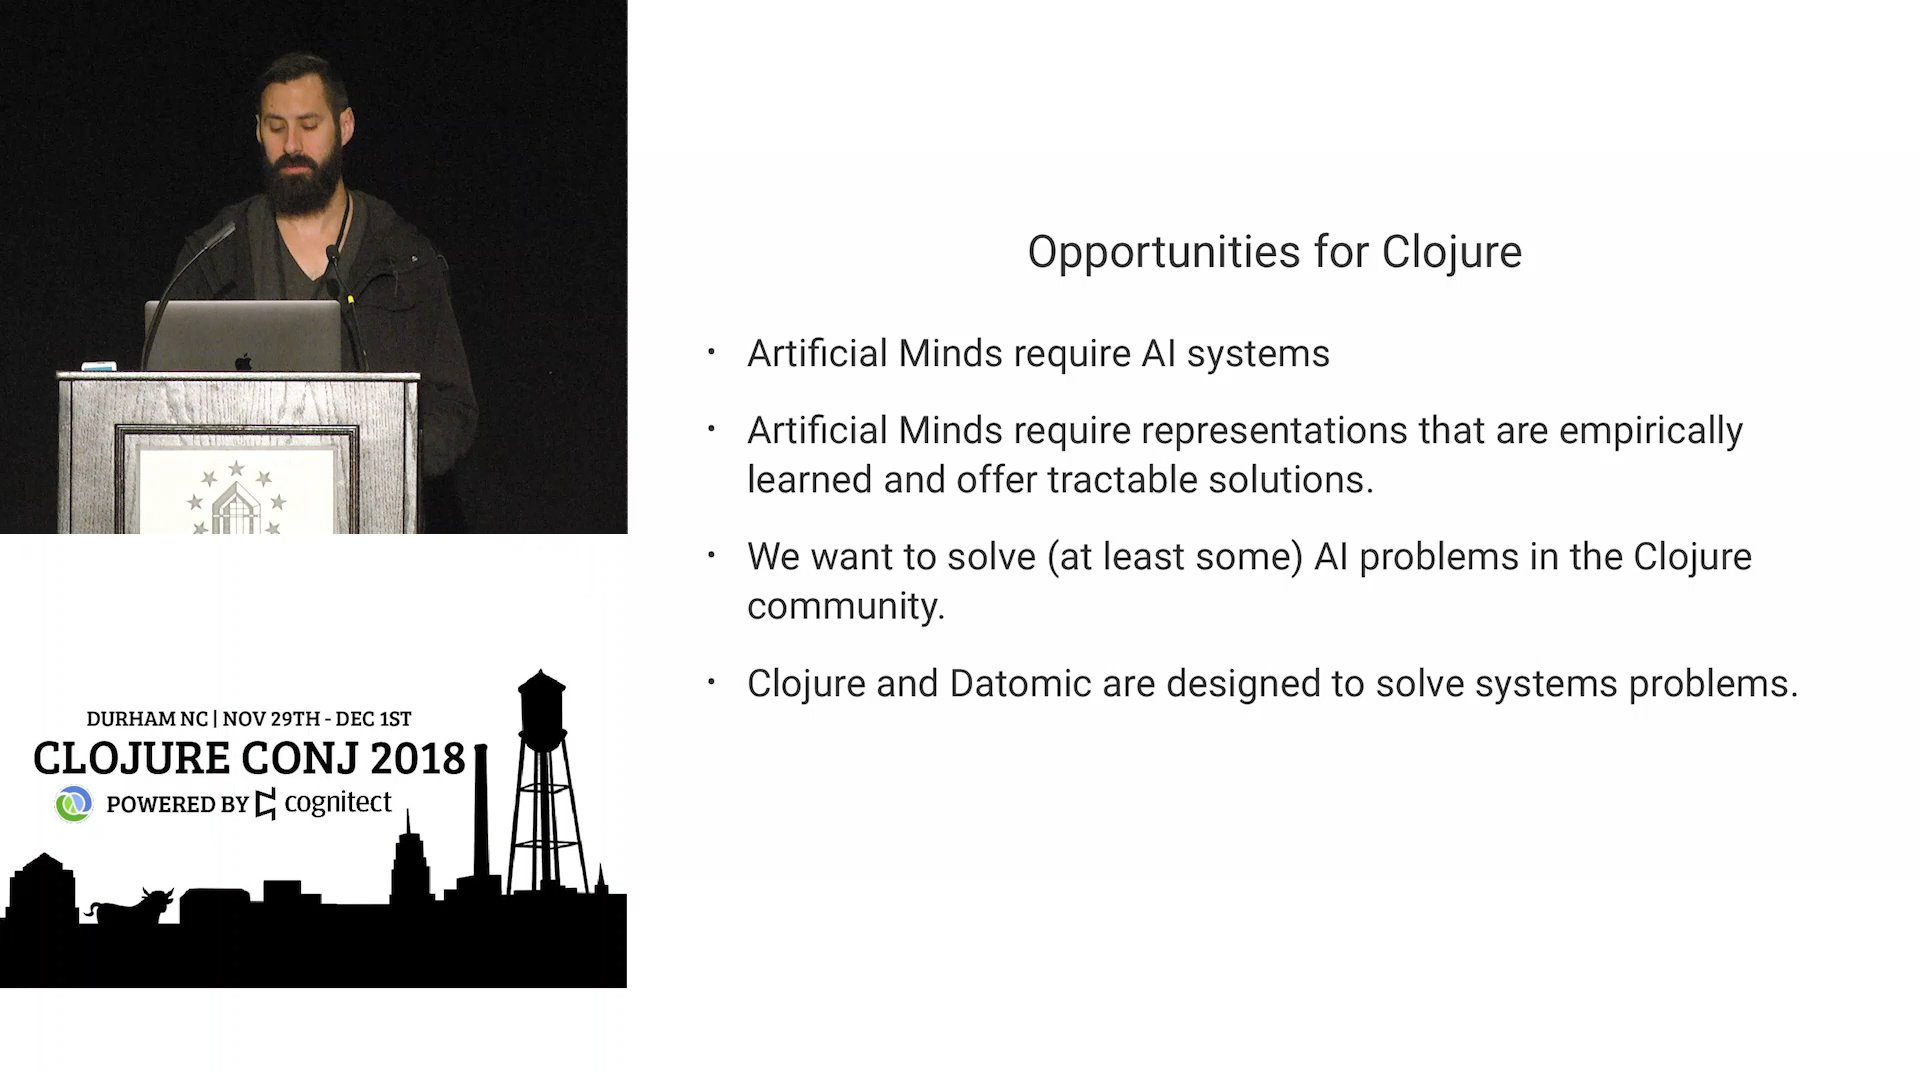 Opportunities for Clojure
• Artificial Minds require AI systems
• Artificial Minds require representations that are empirically
learned and offer tractable solutions.
• We want to solve (at least some) AI problems in the Clojure
community.
• Clojure and Datomic are designed to solve systems problems.
DURHAM NC | NOV 29TH - DEC 1ST
CLOJURE CONJ 2018
POWERED BY cognitect